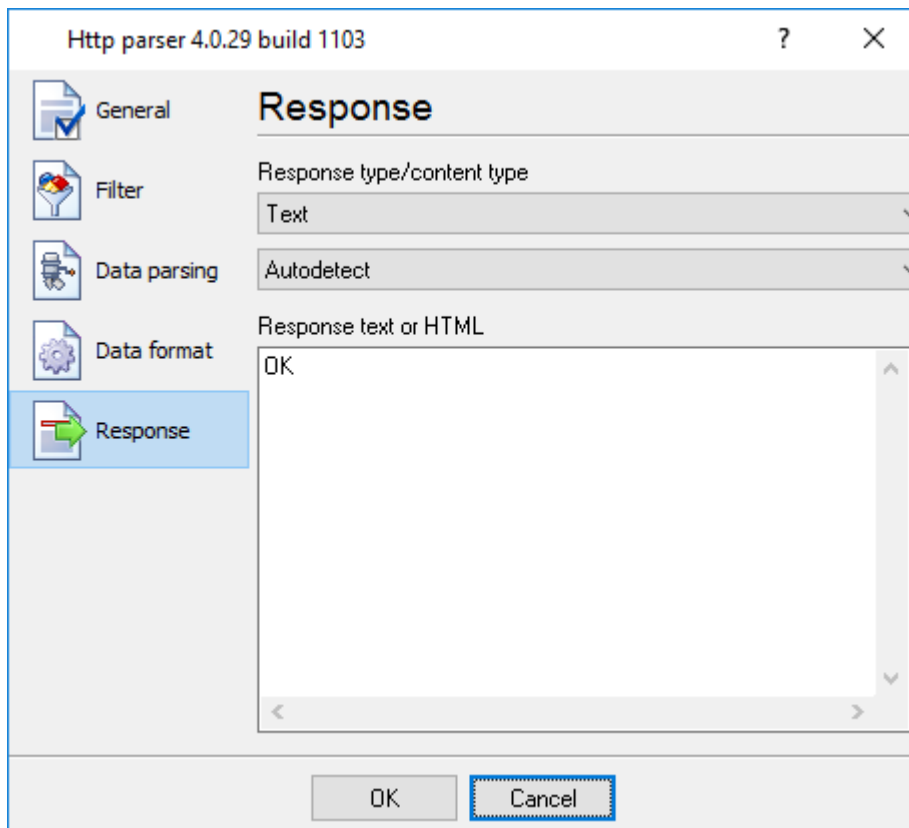 Http parser 4.0.29 build 1103
?
General
Filter
Data parsing
Data format
Response
Response
Response type/content type
Text
Autodetect
Response text or HTML
OK
OK
Cancel